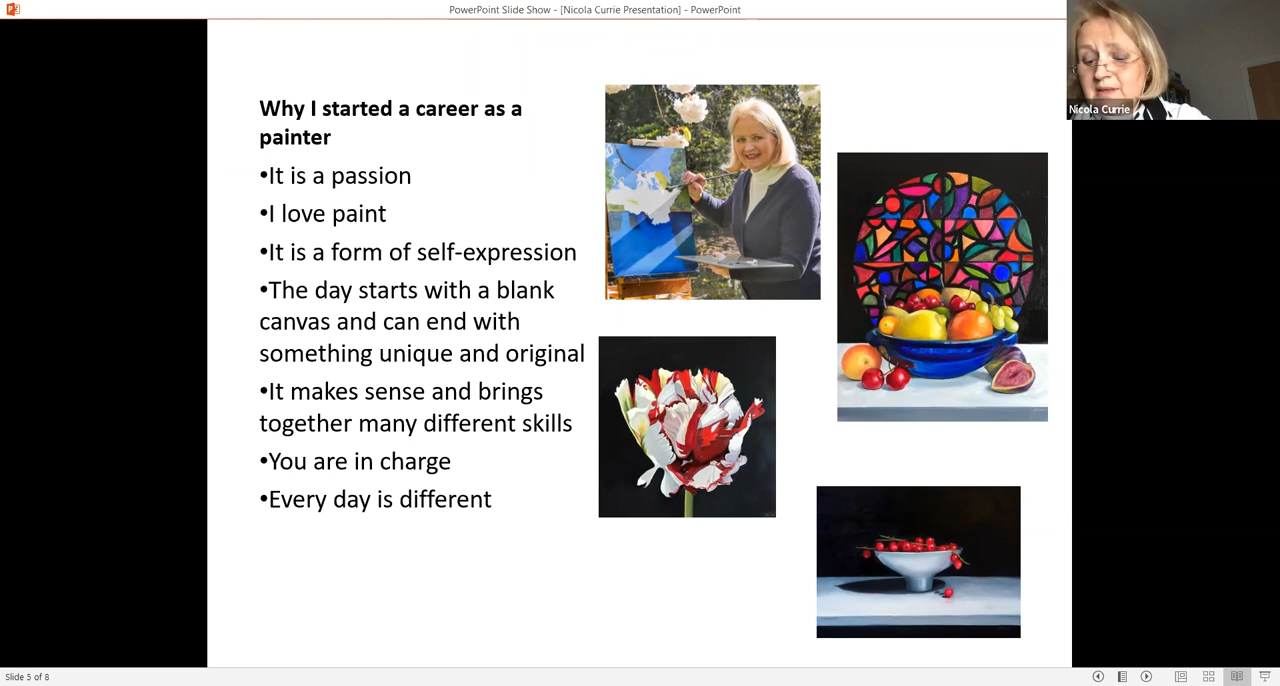 PowerPoint Slide Show - [Nicola Currie Presentation] - PowerPoint
Nicola Currie
Why I started a career as a
painter
•It is a passion
•I love paint
•It is a form of self-expression
•The day starts with a blank
canvas and can end with
something unique and original
•It makes sense and brings
together many different skills
•You are in charge
•Every day is different
Slide 5 of 8